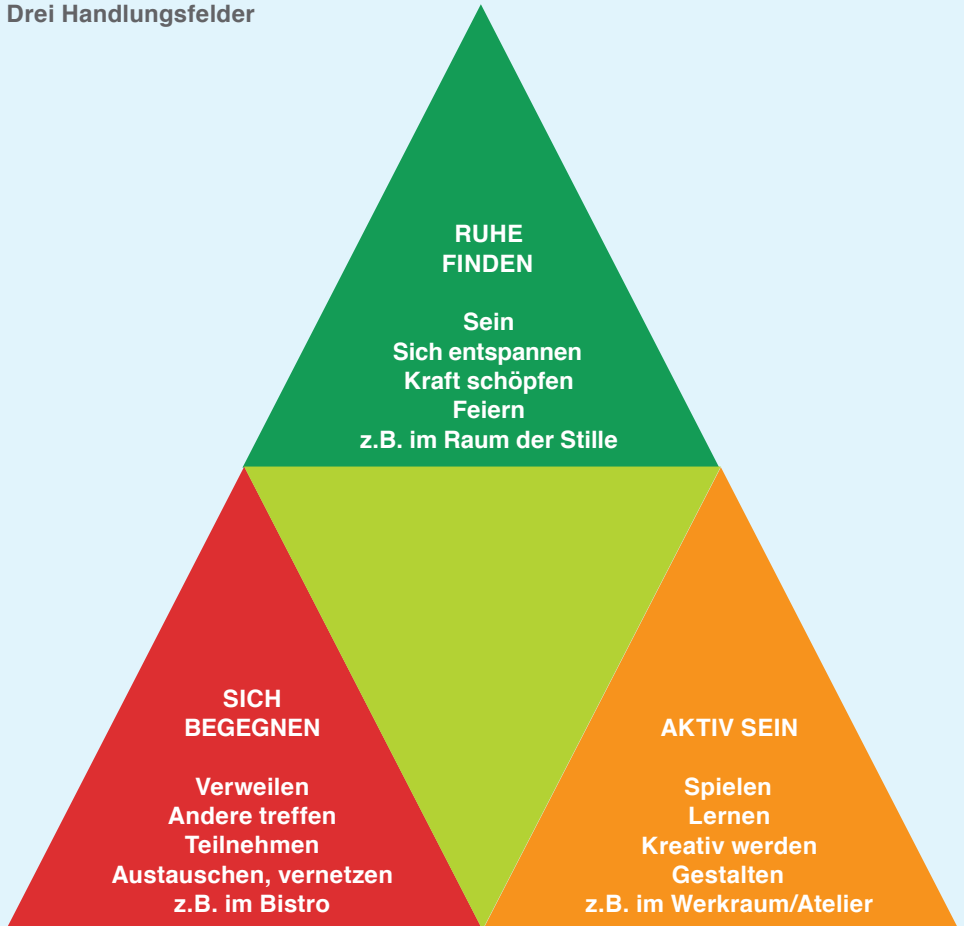 Drei Handlungsfelder
RUHE
FINDEN
Sein
Sich entspannen
Kraft schöpfen
Feiern
z.B. im Raum der Stille
SICH
BEGEGNEN
Verweilen
Andere treffen
Teilnehmen
Austauschen, vernetzen
z.B. im Bistro
AKTIV SEIN
Spielen
Lernen
Kreativ werden
Gestalten
z.B. im Werkraum/Atelier